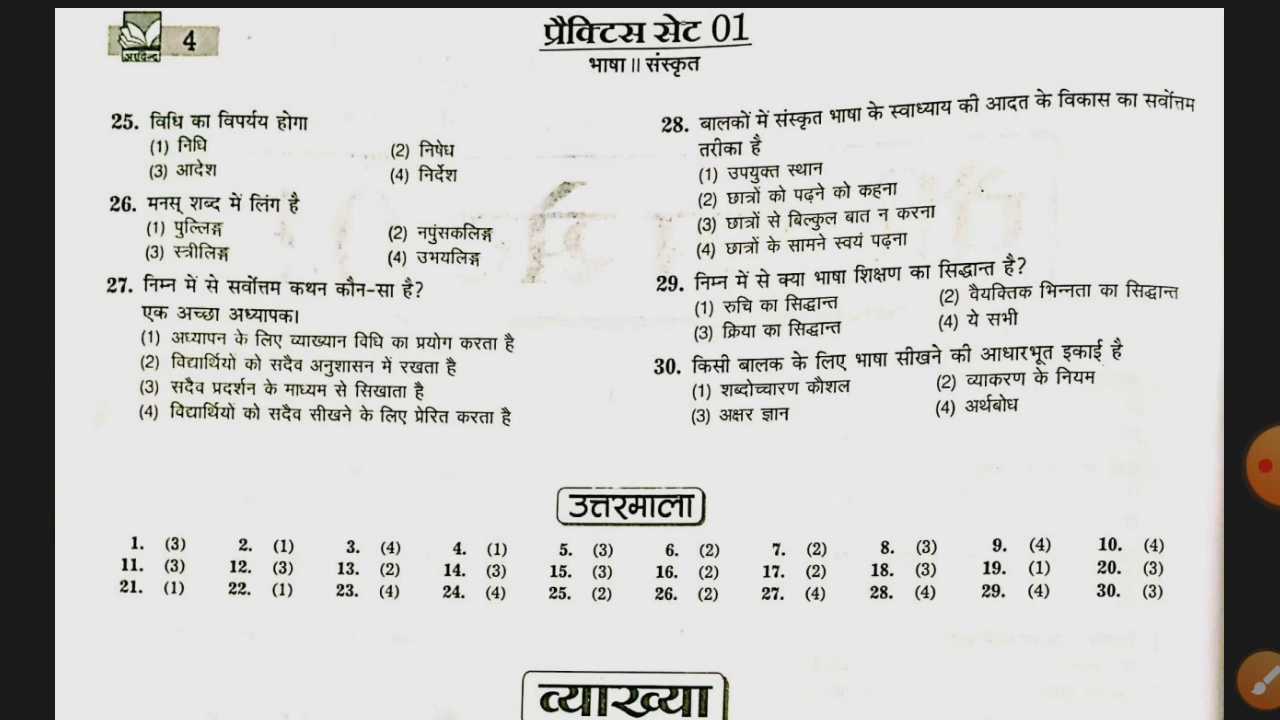 4
प्रैक्टिस सेट 01
भाषा II संस्कृत
25. विधि का विपर्यय होगा
(1) निधि (2) निषेध
(3) आदेश (4) निर्देश
26. मनस् शब्द में लिंग है
(1) पुल्लिङ्ग (2) नपुंसकलिङ्ग
(3) स्त्रीलिङ्ग (4) उभयलिङ्ग
27. निम्न में से सर्वोत्तम कथन कौन-सा है?
एक अच्छा अध्यापक।
(1) अध्यापन के लिए व्याख्यान विधि का प्रयोग करता है
(2) विद्यार्थियों को सदैव अनुशासन में रखता है
(3) सदैव प्रदर्शन के माध्यम से सिखाता है
(4) विद्यार्थियों को सदैव सीखने के लिए प्रेरित करता है
28. बालकों में संस्कृत भाषा के स्वाध्याय की आदत के विकास का सर्वोत्तम
तरीका है
(1) उपयुक्त स्थान
(2) छात्रों को पढ़ने को कहना
(3) छात्रों से बिल्कुल बात न करना
(4) छात्रों के सामने स्वयं पढ़ना
29. निम्न में से क्या भाषा शिक्षण का सिद्धान्त है?
(1) रुचि का सिद्धान्त (2) वैयक्तिक भिन्नता का सिद्धान्त
(3) क्रिया का सिद्धान्त (4) ये सभी
30. किसी बालक के लिए भाषा सीखने की आधारभूत इकाई है
(1) शब्दोच्चारण कौशल (2) व्याकरण के नियम
(3) अक्षर ज्ञान (4) अर्थबोध
उत्तरमाला
1. (3) 2. (1) 3. (4) 4. (1) 5. (3) 6. (2) 7. (2) 8. (3) 9. (4) 10. (4)
11. (3) 12. (3) 13. (2) 14. (3) 15. (3) 16. (2) 17. (2) 18. (3) 19. (1) 20. (3)
21. (1) 22. (1) 23. (4) 24. (4) 25. (2) 26. (2) 27. (4) 28. (4) 29. (4) 30. (3)
व्याख्या